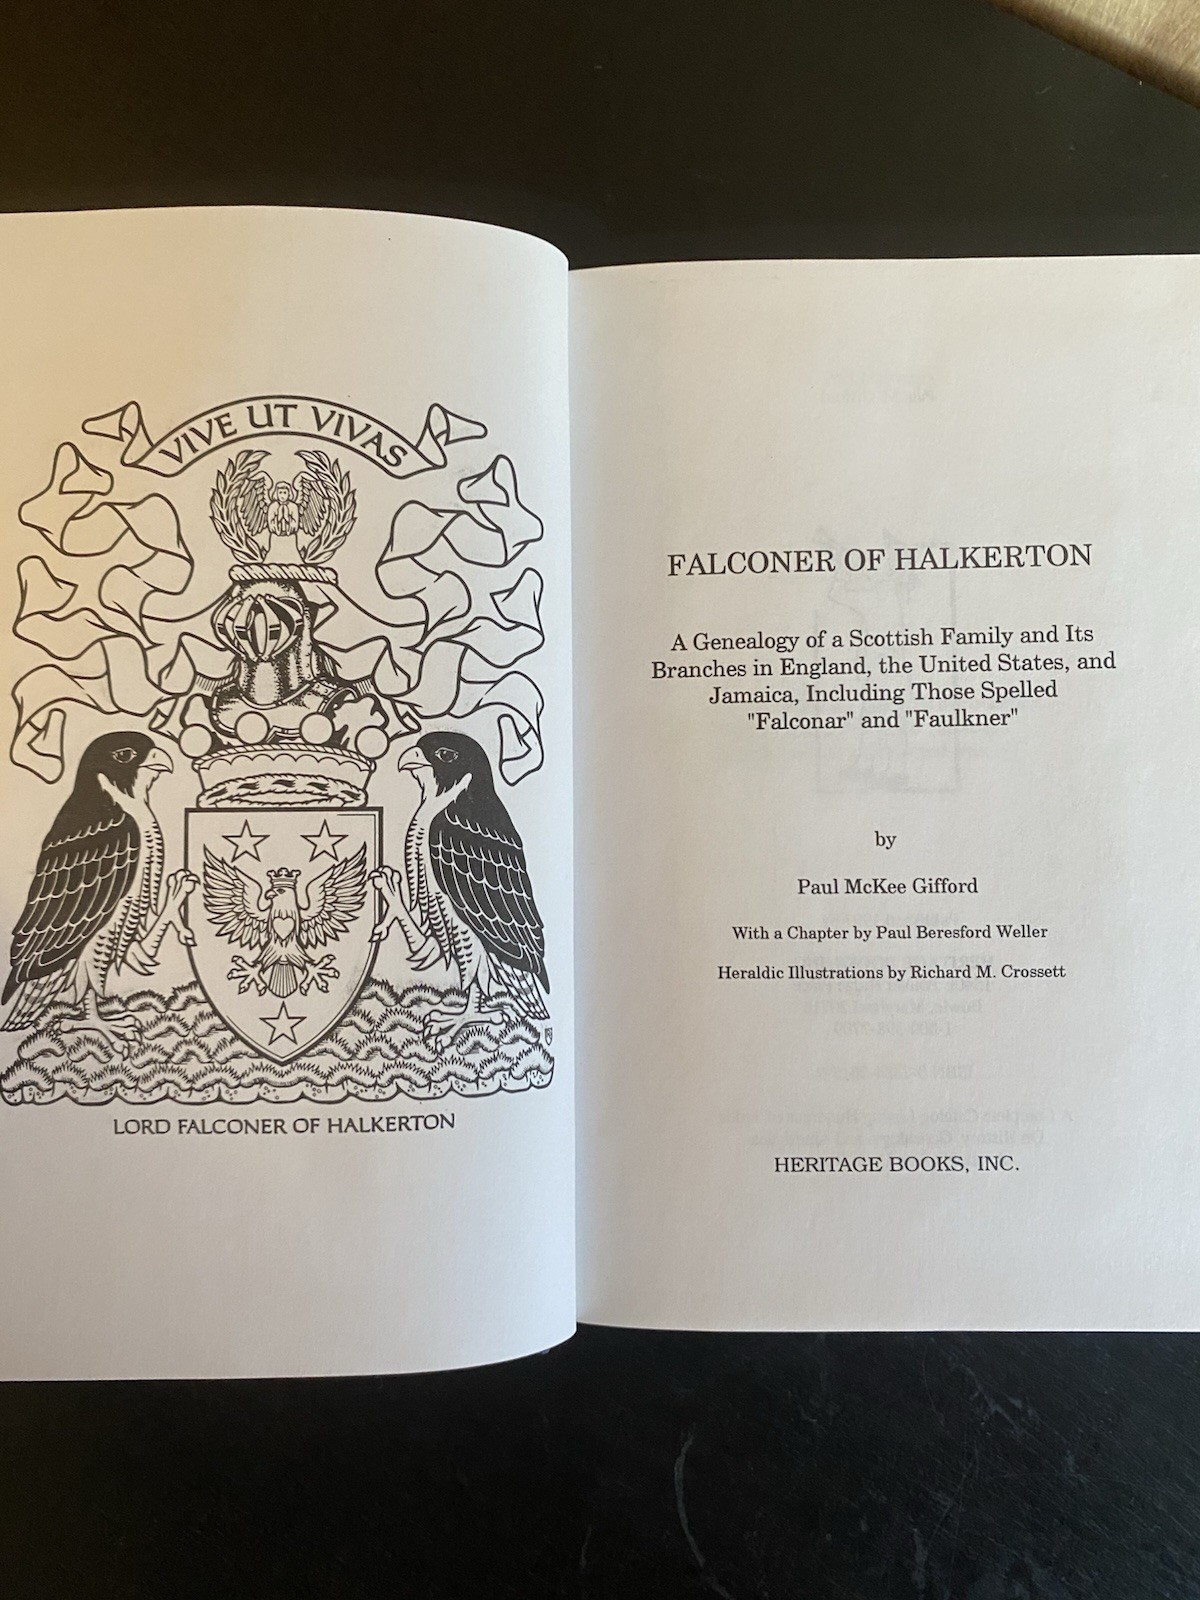 VIVE UT VIVAS
LORD FALCONER OF HALKERTON
FALCONER OF HALKERTON
A Genealogy of a Scottish Family and Its
Branches in England, the United States, and
Jamaica, Including Those Spelled
"Falconar" and "Faulkner"
by
Paul McKee Gifford
With a Chapter by Paul Beresford Weller
Heraldic Illustrations by Richard M. Crossett
HERITAGE BOOKS, INC.